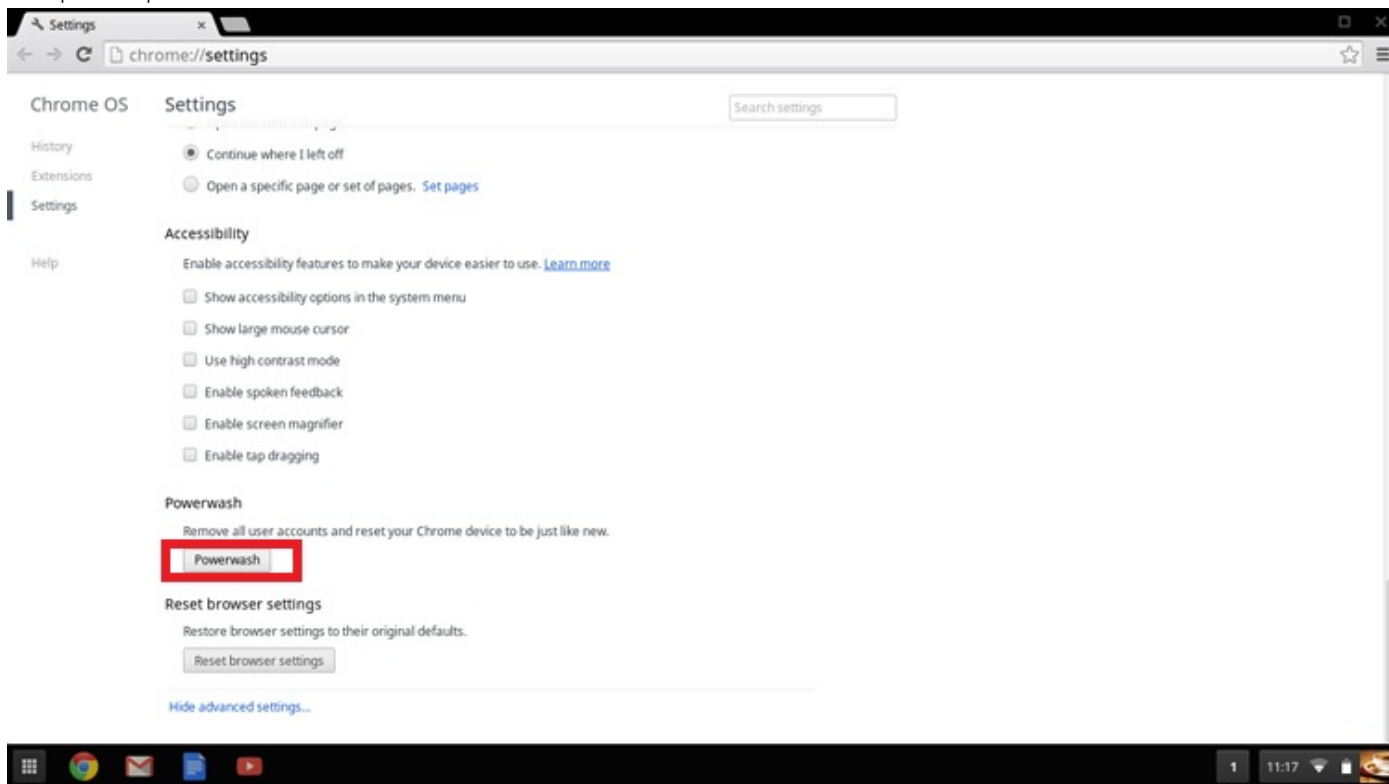 Settings
chrome://settings
Chrome OS
Settings
Search settings
History
Extensions
Settings
Help
Continue where I left off
Open a specific page or set of pages. Set pages
Accessibility
Enable accessibility features to make your device easier to use. Learn more
Show accessibility options in the system menu
Show large mouse cursor
Use high contrast mode
Enable spoken feedback
Enable screen magnifier
Enable tap dragging
Powerwash
Remove all user accounts and reset your Chrome device to be just like new.
Powerwash
Reset browser settings
Restore browser settings to their original defaults.
Reset browser settings
Hide advanced settings...
1
11:17